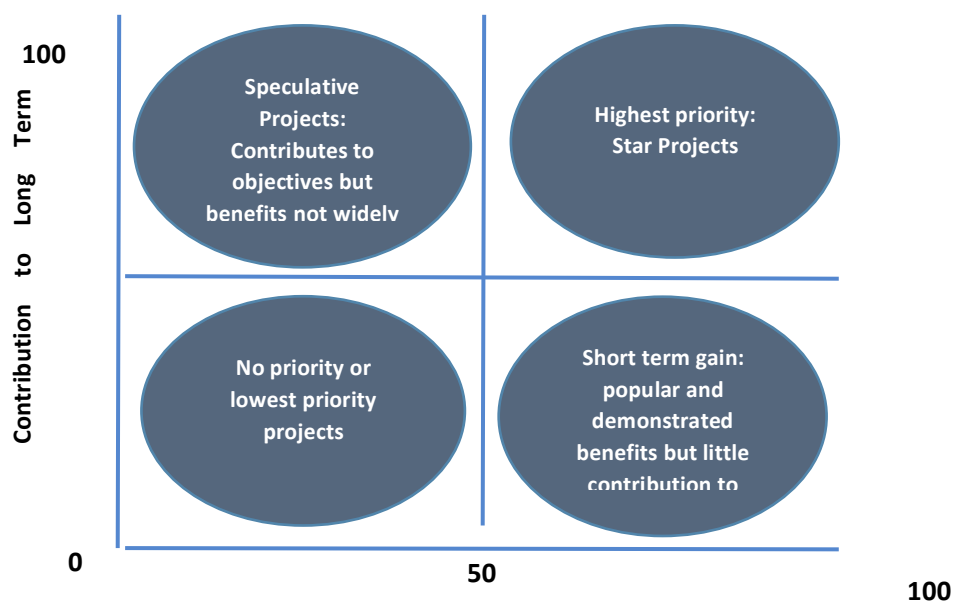 100
Contribution to Long Term
Speculative
Projects:
Contributes to
objectives but
benefits not widely
Highest priority:
Star Projects
No priority or
lowest priority
projects
Short term gain:
popular and
demonstrated
benefits but little
contribution to
0
50
100